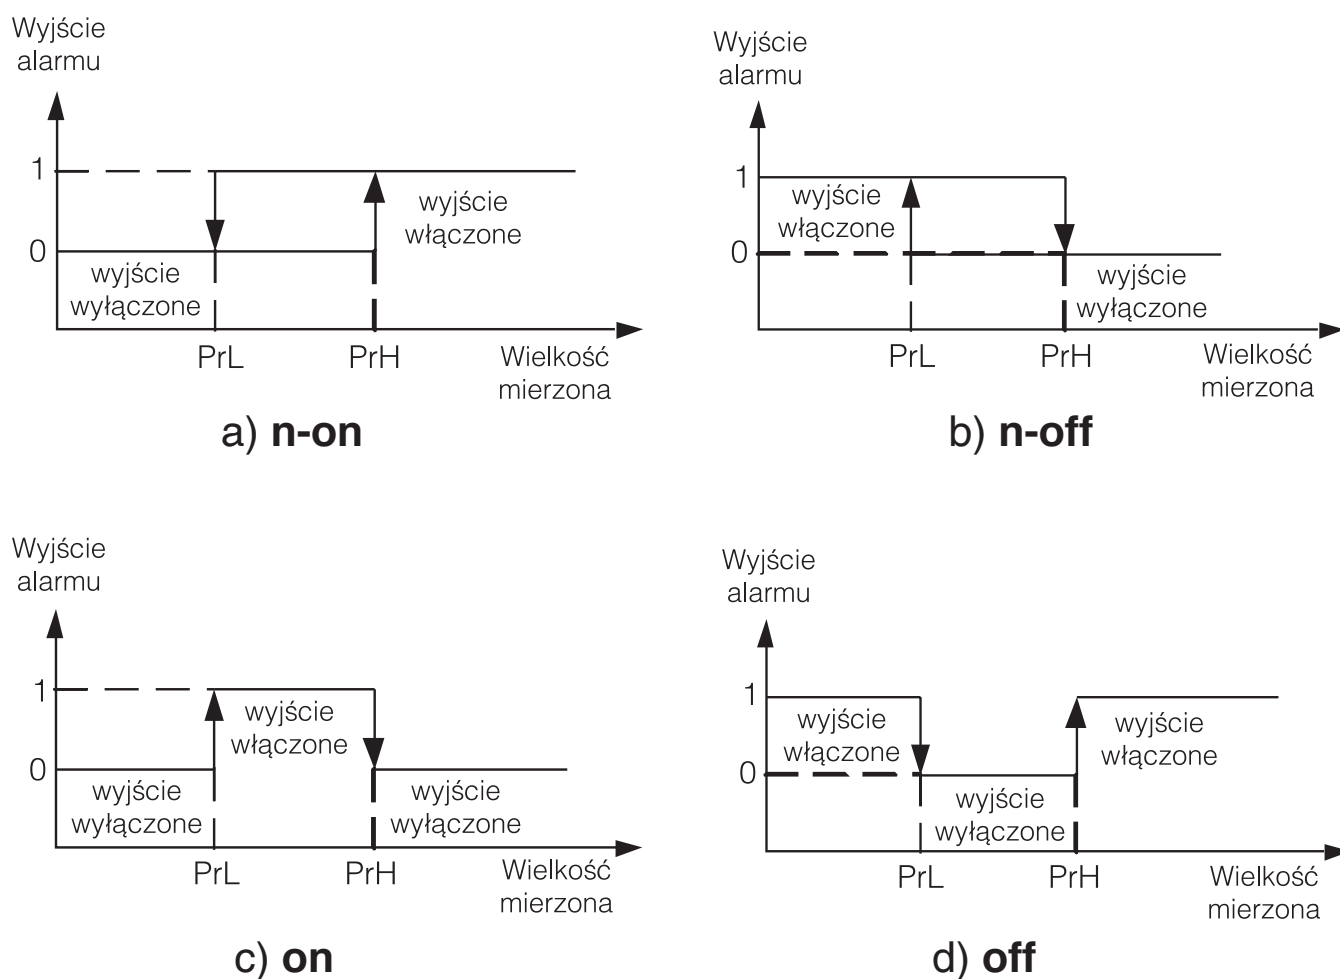 Wyjście
alarmu
1
0
wyjście
włączone
wyjście
wyłączone
PrL
PrH
Wielkość
mierzona
a) n-on
Wyjście
alarmu
1
0
wyjście
włączone
wyjście
wyłączone
PrL
PrH
Wielkość
mierzona
b) n-off
Wyjście
alarmu
1
0
wyjście
włączone
wyjście
wyłączone
wyjście
wyłączone
PrL
PrH
Wielkość
mierzona
c) on
Wyjście
alarmu
1
0
wyjście
włączone
wyjście
włączone
wyjście
wyłączone
PrL
PrH
Wielkość
mierzona
d) off